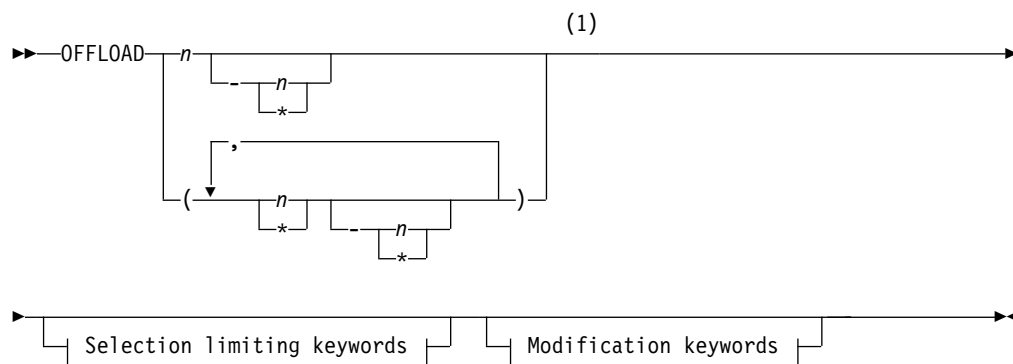 (1)
OFFLOAD n
- n
*
,
( n - n )
* *
Selection limiting keywords Modification keywords